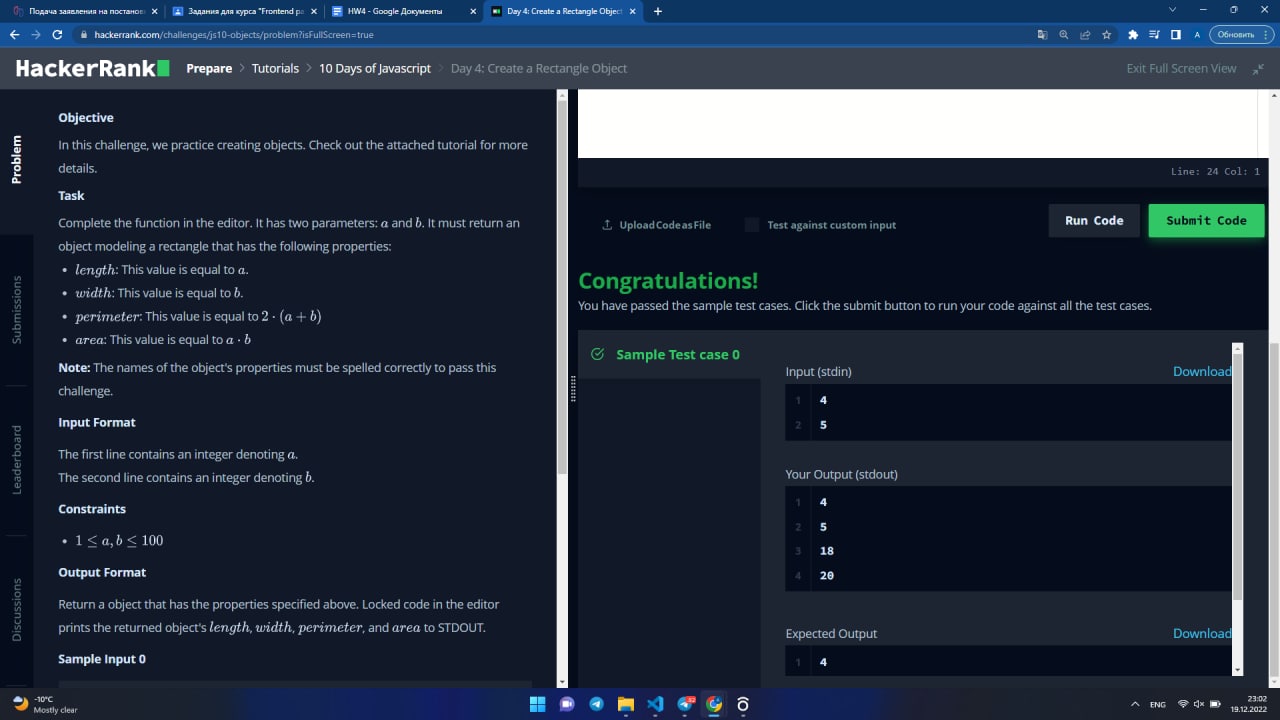 Подача заявления на постанов
Задания для курса "Frontend ра
HW4 - Google Документы
Day 4: Create a Rectangle Object
hackerrank.com/challenges/js10-objects/problem?isFullScreen=true
A
Обновить
HackerRank
Prepare > Tutorials > 10 Days of Javascript > Day 4: Create a Rectangle Object
Exit Full Screen View
Problem
Submissions
Leaderboard
Discussions
Objective
In this challenge, we practice creating objects. Check out the attached tutorial for more
details.
Task
Complete the function in the editor. It has two parameters: a and b. It must return an
object modeling a rectangle that has the following properties:
• length: This value is equal to a.
• width: This value is equal to b.
• perimeter: This value is equal to 2 · (a + b)
• area: This value is equal to a · b
Note: The names of the object's properties must be spelled correctly to pass this
challenge.
Input Format
The first line contains an integer denoting a.
The second line contains an integer denoting b.
Constraints
• 1 ≤ a, b ≤ 100
Output Format
Return a object that has the properties specified above. Locked code in the editor
prints the returned object's length, width, perimeter, and area to STDOUT.
Sample Input 0
Line: 24 Col: 1
Upload Code as File
Test against custom input
Run Code
Submit Code
Congratulations!
You have passed the sample test cases. Click the submit button to run your code against all the test cases.
Sample Test case 0
Input (stdin)
Download
1 4
2 5
Your Output (stdout)
1 4
2 5
3 18
4 20
Expected Output
Download
1 4
-10°C
Mostly clear
52
ENG
23:02
19.12.2022